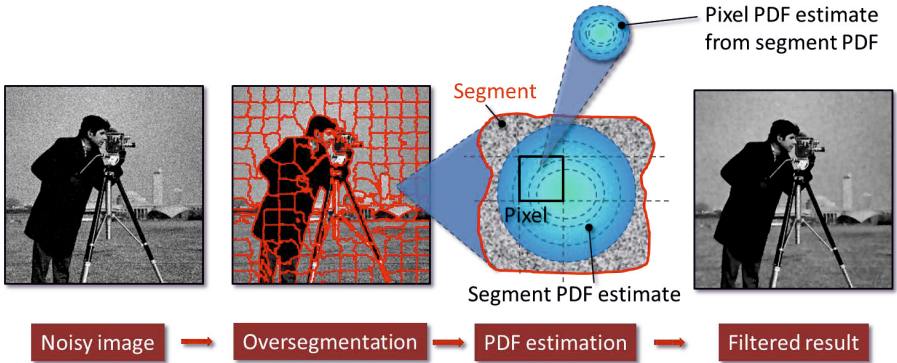 Pixel PDF estimate
from segment PDF
Segment
Pixel
Segment PDF estimate
Noisy image
Oversegmentation
PDF estimation
Filtered result